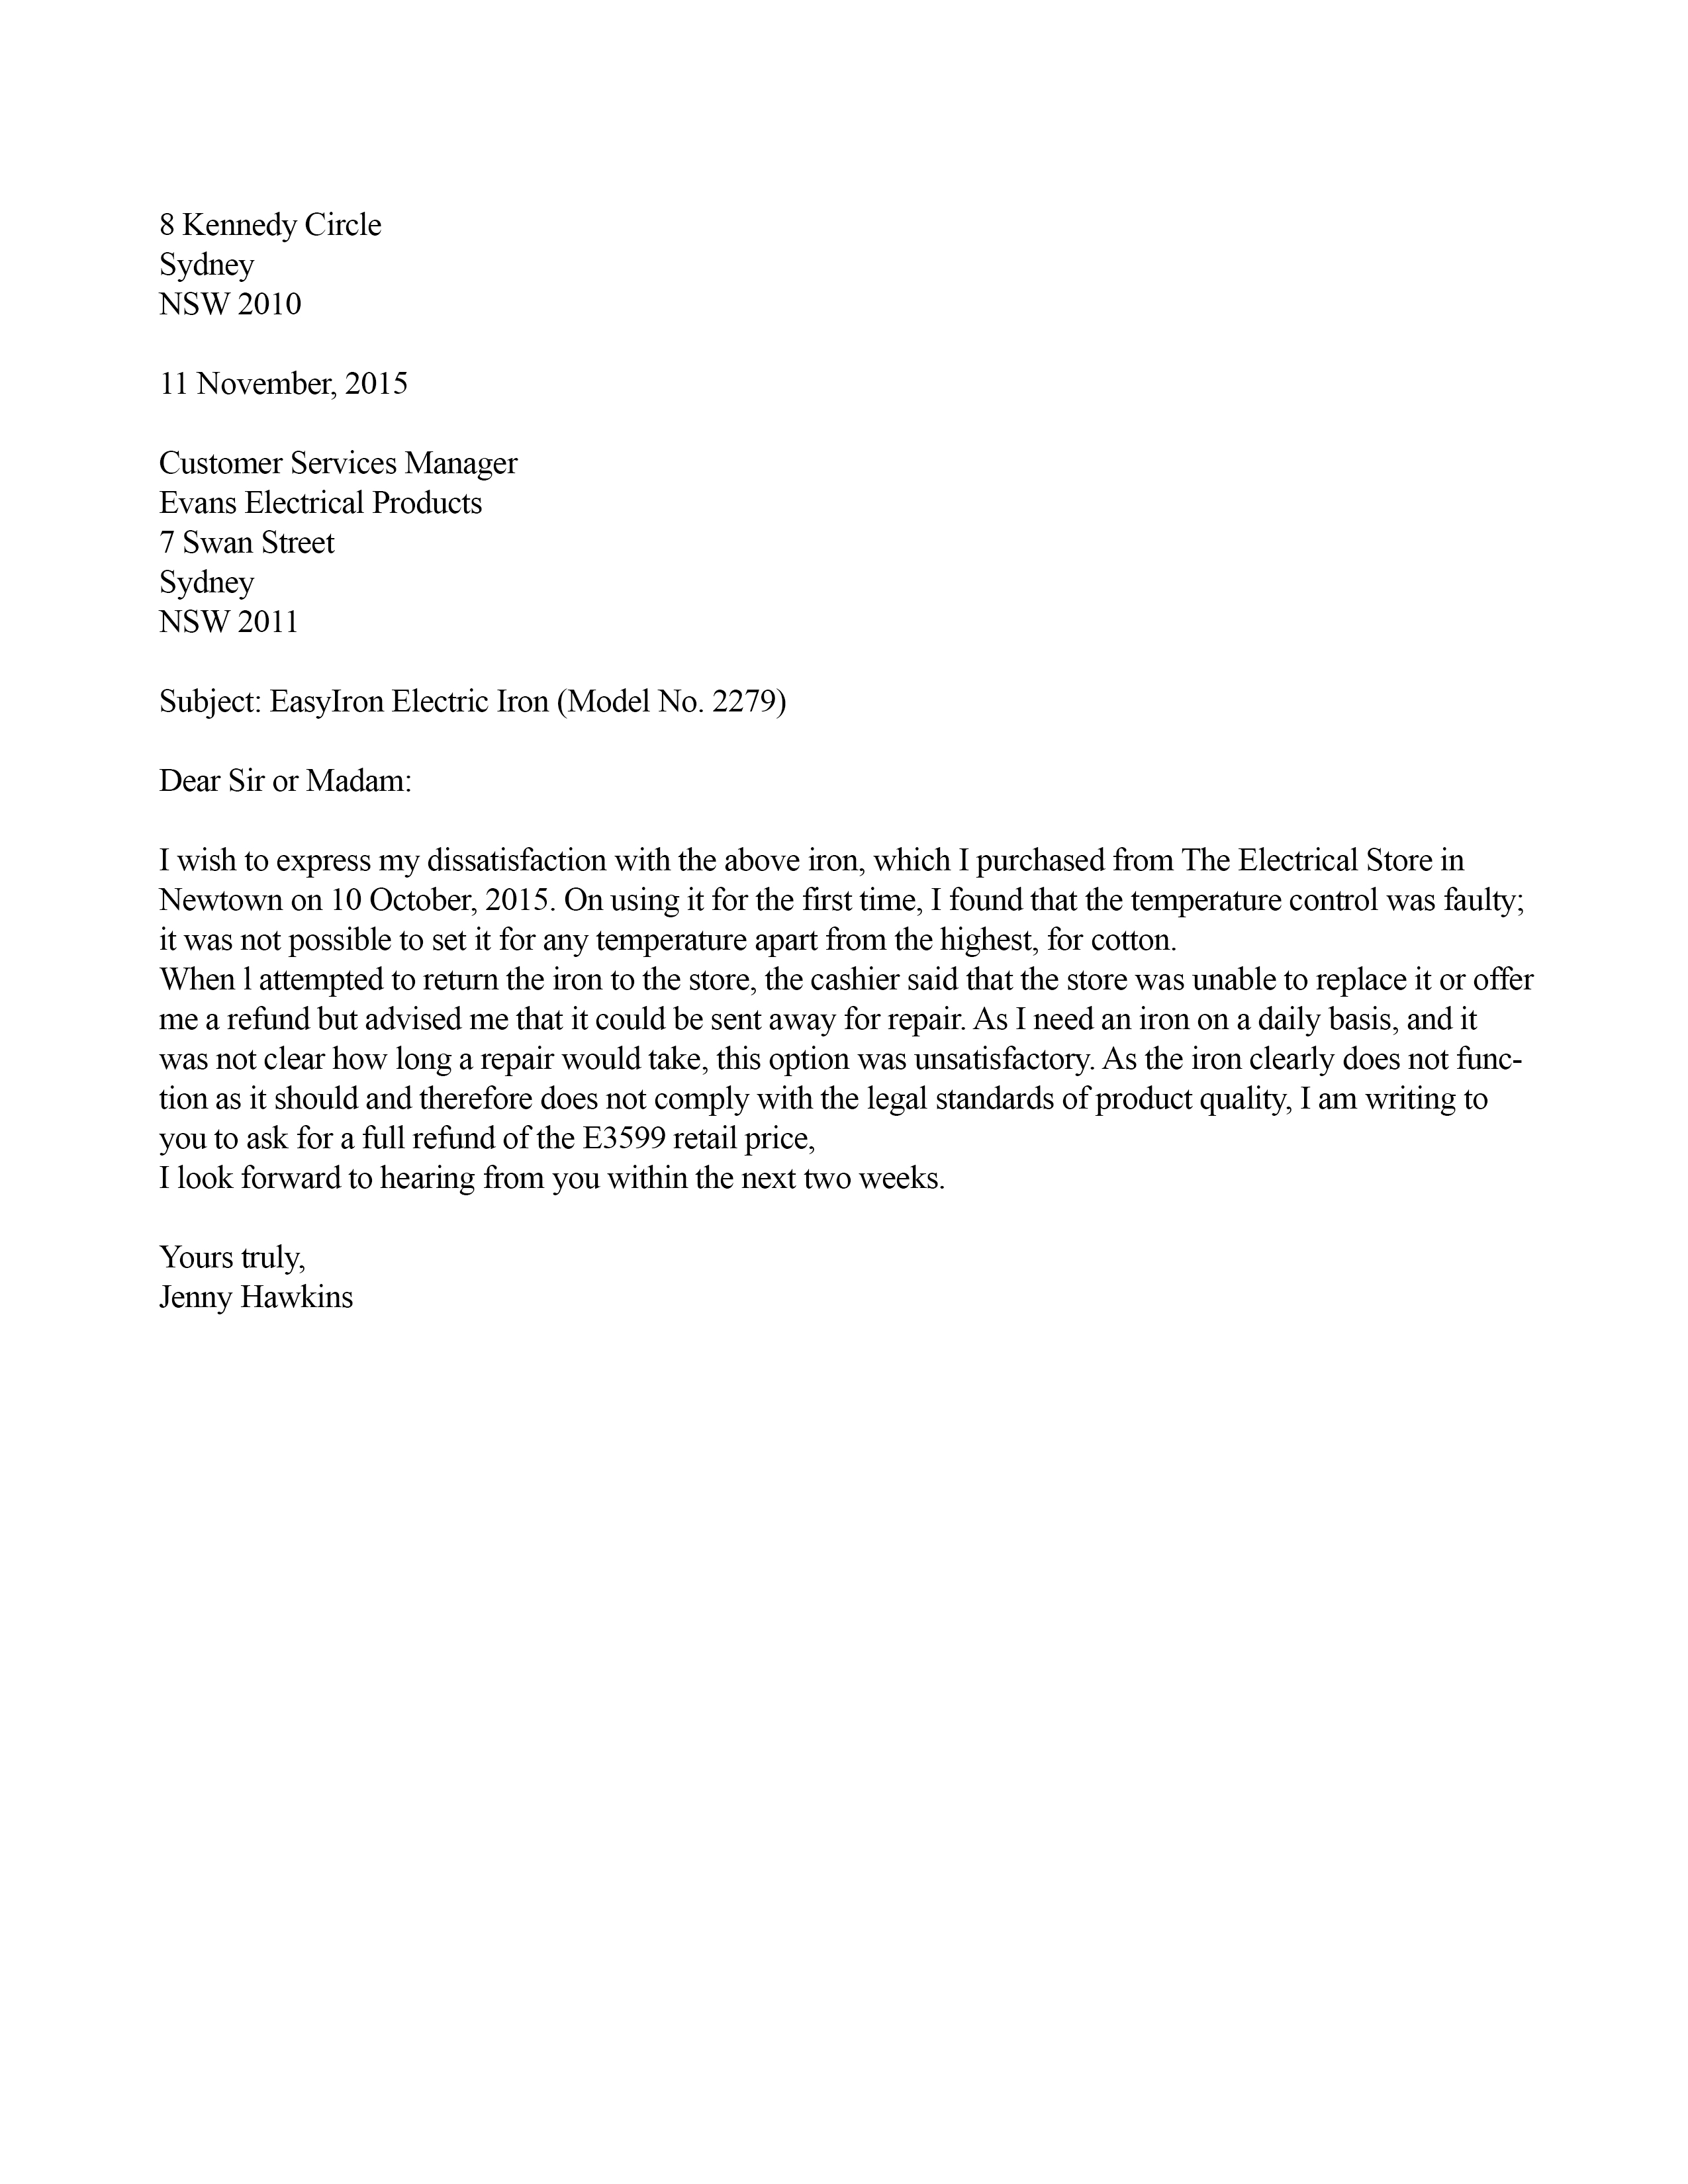 8 Kennedy Circle
Sydney
NSW 2010
11 November, 2015
Customer Services Manager
Evans Electrical Products
7 Swan Street
Sydney
NSW 2011
Subject: EasyIron Electric Iron (Model No. 2279)
Dear Sir or Madam:
I wish to express my dissatisfaction with the above iron, which I purchased from The Electrical Store in
Newtown on 10 October, 2015. On using it for the first time, I found that the temperature control was faulty;
it was not possible to set it for any temperature apart from the highest, for cotton.
When l attempted to return the iron to the store, the cashier said that the store was unable to replace it or offer
me a refund but advised me that it could be sent away for repair. As I need an iron on a daily basis, and it
was not clear how long a repair would take, this option was unsatisfactory. As the iron clearly does not func-
tion as it should and therefore does not comply with the legal standards of product quality, I am writing to
you to ask for a full refund of the E3599 retail price,
I look forward to hearing from you within the next two weeks.
Yours truly,
Jenny Hawkins